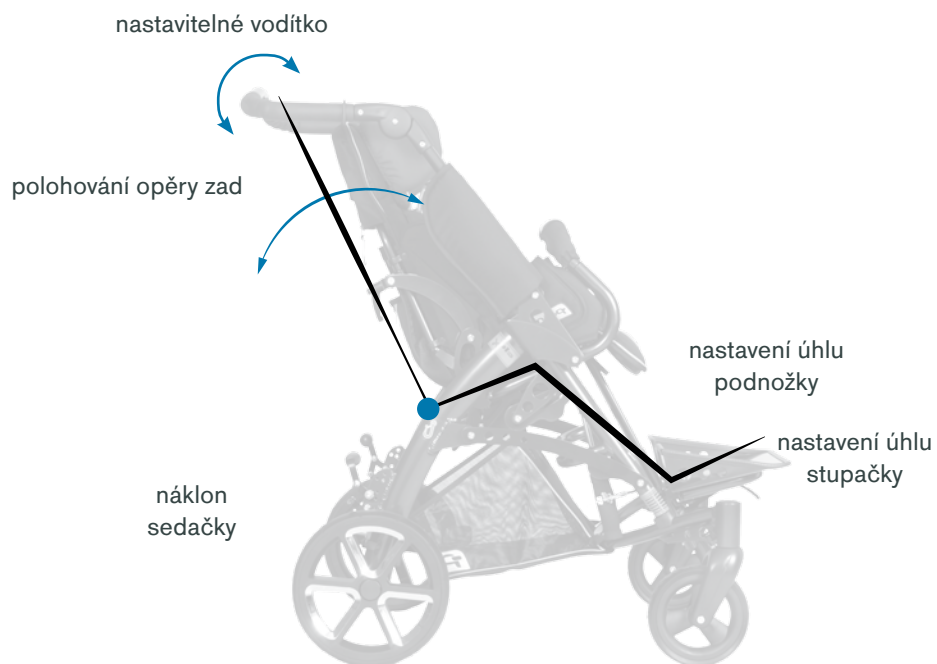 nastavitelné vodítko
polohování opěry zad
nastavení úhlu
podnožky
nastavení úhlu
stupačky
náklon
sedačky